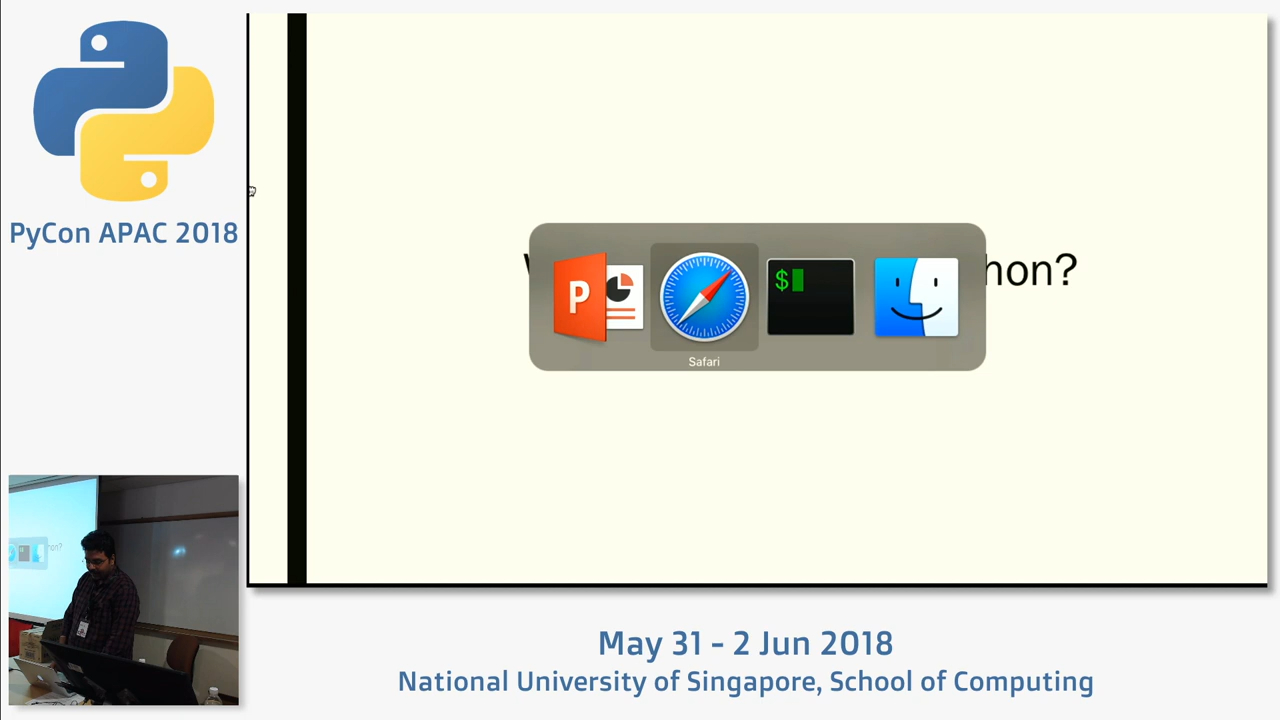 PyCon APAC 2018
hon?
P
$
Safari
May 31 - 2 Jun 2018
National University of Singapore, School of Computing